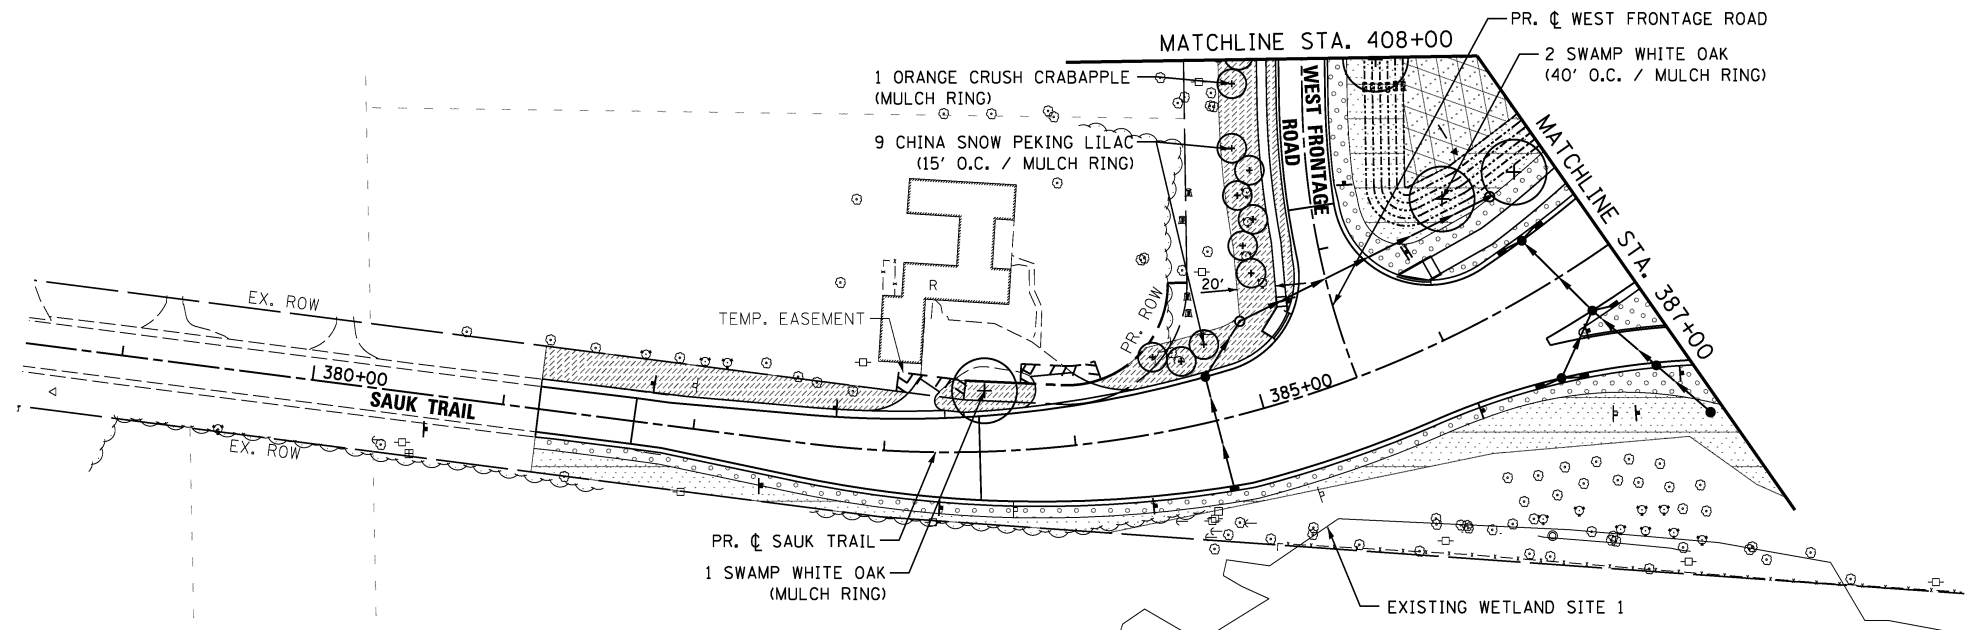 MATCHLINE STA. 408+00
PR. ℄ WEST FRONTAGE ROAD
2 SWAMP WHITE OAK
(40' O.C. / MULCH RING)
1 ORANGE CRUSH CRABAPPLE
(MULCH RING)
9 CHINA SNOW PEKING LILAC
(15' O.C. / MULCH RING)
WEST FRONTAGE
ROAD
MATCHLINE STA. 387+00
R
20'
PR. ROW
TEMP. EASEMENT
EX. ROW
380+00
SAUK TRAIL
385+00
EX. ROW
PR. ℄ SAUK TRAIL
1 SWAMP WHITE OAK
(MULCH RING)
EXISTING WETLAND SITE 1